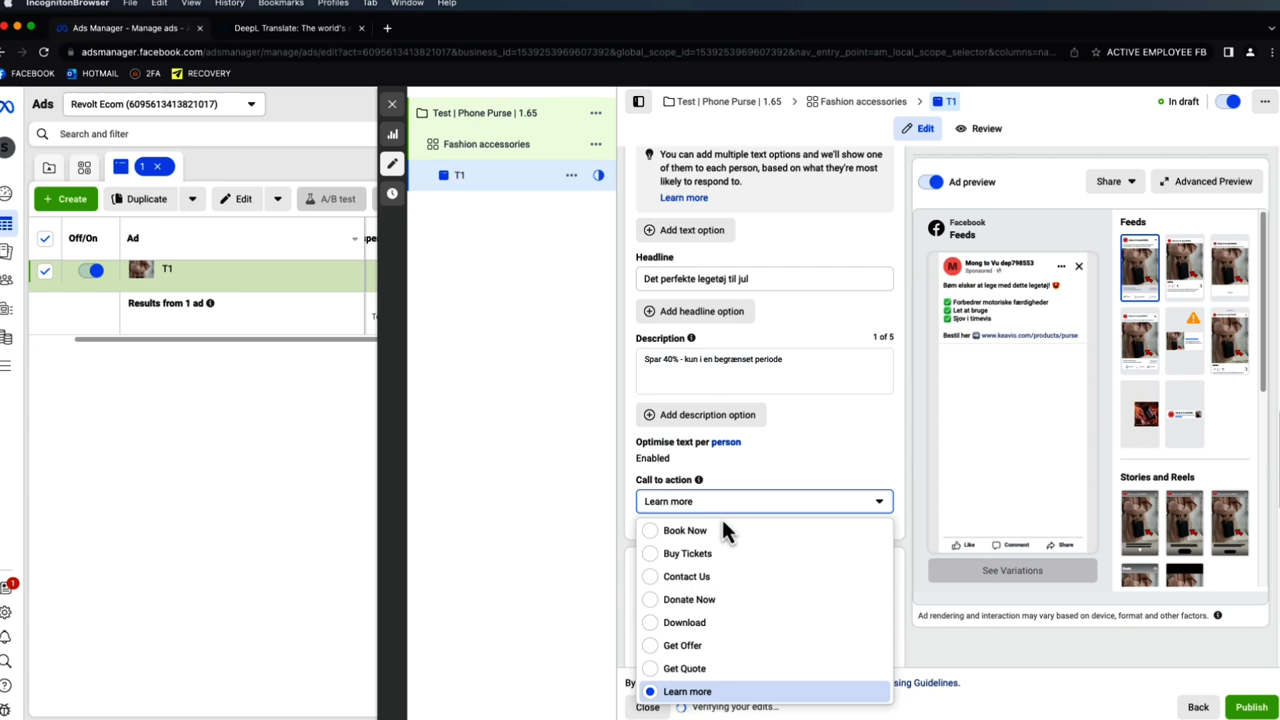 IncognitonBrowser File Edit View History Bookmarks Profiles Tab Window Help
Ads Manager - Manage ads -
DeepL Translate: The world's
adsmanager.facebook.com/adsmanager/manage/ads/edit?act=6095613413821017&business_id=1539253969607392&global_scope_id=1539253969607392&nav_entry_point=am_local_scope_selector&columns=na...
ACTIVE EMPLOYEE FB
FACEBOOK
HOTMAIL
2FA
RECOVERY
Ads
Revolt Ecom (6095613413821017)
Search and filter
1
Create
Duplicate
Edit
A/B test
Off/On
Ad
T1
Results from 1 ad
Test | Phone Purse | 1.65
Fashion accessories
T1
Test | Phone Purse | 1.65
Fashion accessories
T1
In draft
Edit
Review
You can add multiple text options and we'll show one
of them to each person, based on what they're most
likely to respond to.
Learn more
Add text option
Headline
Det perfekte legetøj til jul
Add headline option
Description
1 of 5
Spar 40% - kun i en begrænset periode
Add description option
Optimise text per person
Enabled
Call to action
Learn more
Book Now
Buy Tickets
Contact Us
Donate Now
Download
Get Offer
Get Quote
Learn more
Close
Verifying your edits...
Back
Publish
Ad preview
Share
Advanced Preview
Facebook
Feeds
Mong to Vu dep798553
Sponsored
Børn elsker at lege med dette legetøj!
Forbedrer motoriske færdigheder
Let at bruge
Sjov i timevis
Bestil her www.keavio.com/products/purse
Like
Comment
Share
See Variations
Feeds
Stories and Reels
Ad rendering and interaction may vary based on device, format and other factors.